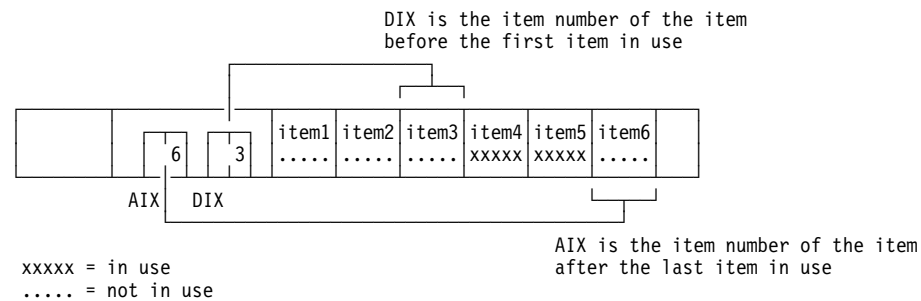 DIX is the item number of the item
before the first item in use
item1 item2 item3 item4 item5 item6
6 3 ..... ..... ..... xxxxx xxxxx .....
AIX DIX
AIX is the item number of the item
xxxxx = in use after the last item in use
..... = not in use